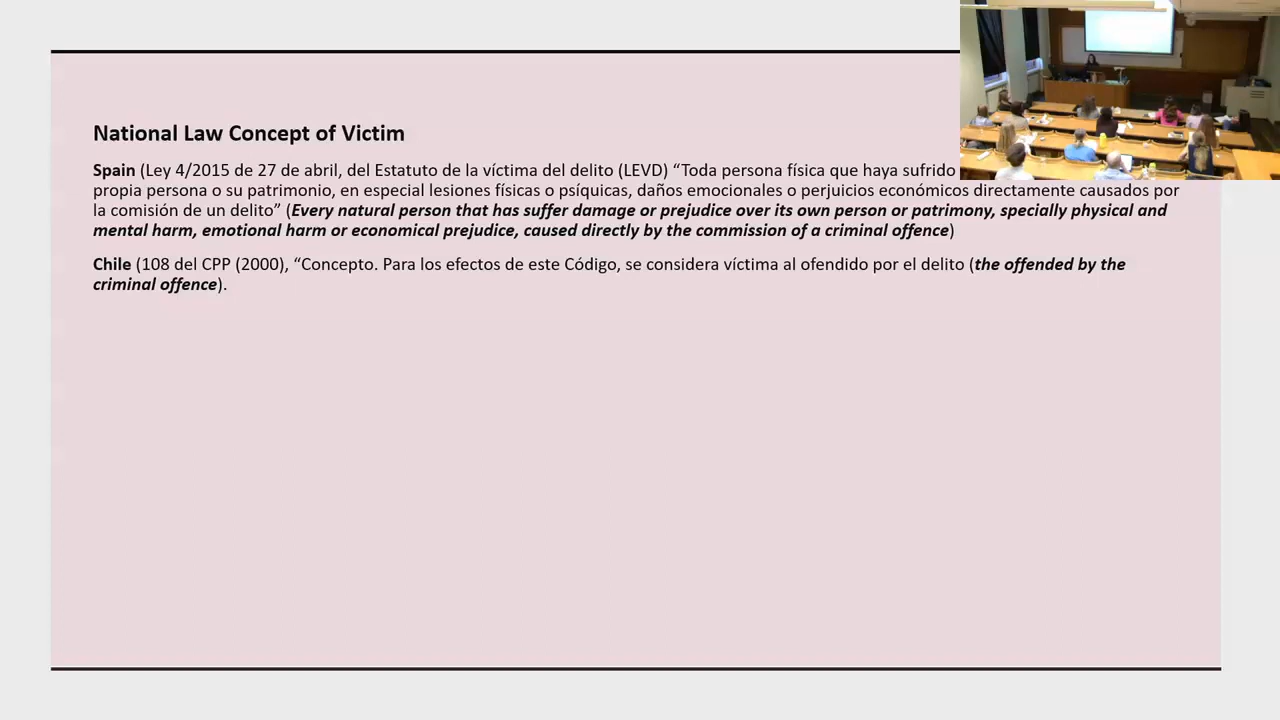 National Law Concept of Victim
Spain (Ley 4/2015 de 27 de abril, del Estatuto de la víctima del delito (LEVD) “Toda persona física que haya sufrido
propia persona o su patrimonio, en especial lesiones físicas o psíquicas, daños emocionales o perjuicios económicos directamente causados por
la comisión de un delito” (Every natural person that has suffer damage or prejudice over its own person or patrimony, specially physical and
mental harm, emotional harm or economical prejudice, caused directly by the commission of a criminal offence)
Chile (108 del CPP (2000), “Concepto. Para los efectos de este Código, se considera víctima al ofendido por el delito (the offended by the
criminal offence).